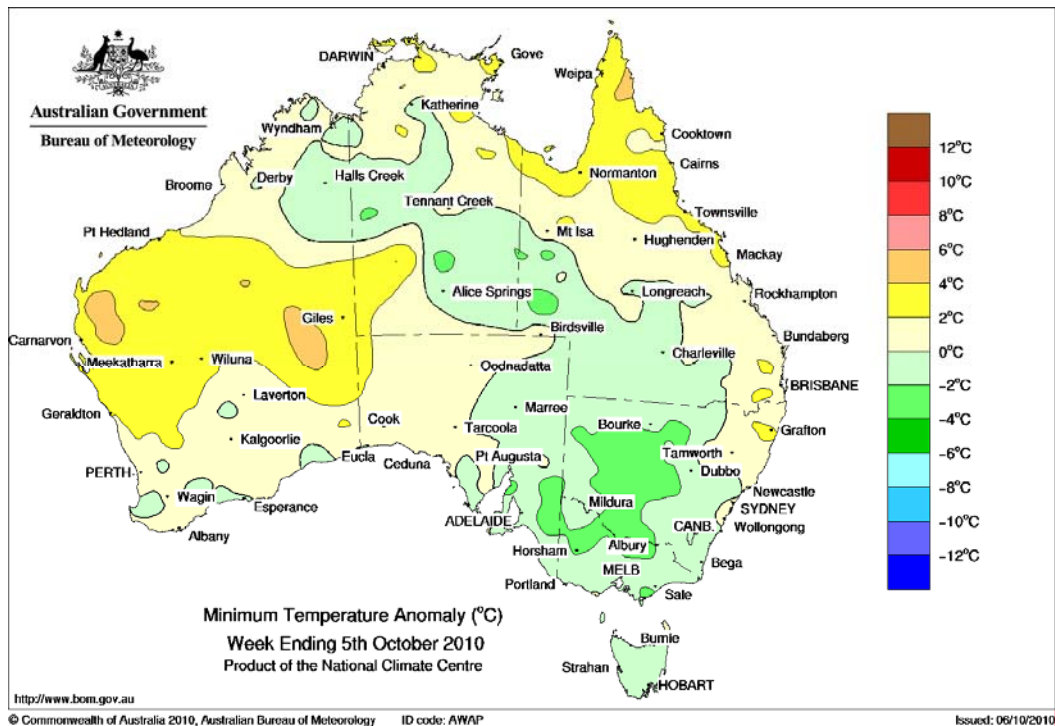 Australian Government
Bureau of Meteorology
DARWIN
Gove
Weipa
Katherine
Wyndham
Cooktown
Cairns
Derby
Halls Creek
Normanton
Broome
Tennant Creek
Townsville
Pt Hedland
Mt Isa
Hughenden
Mackay
Alice Springs
Longreach
Rockhampton
Giles
Birdsville
Bundaberg
Carnarvon
Meekatharra
Wiluna
Oodnadatta
Charleville
BRISBANE
Laverton
Marree
Geraldton
Cook
Tarcoola
Bourke
Grafton
Kalgoorlie
Eucla
Ceduna
Pt Augusta
Tamworth
Dubbo
PERTH
Wagin
Esperance
Mildura
Newcastle
SYDNEY
Albany
ADELAIDE
CANB.
Wollongong
Horsham
Albury
Bega
MELB
Portland
Sale
Burnie
Strahan
HOBART
12°C
10°C
8°C
6°C
4°C
2°C
0°C
-2°C
-4°C
-6°C
-8°C
-10°C
-12°C
Minimum Temperature Anomaly (°C)
Week Ending 5th October 2010
Product of the National Climate Centre
http://www.bom.gov.au
© Commonwealth of Australia 2010, Australian Bureau of Meteorology ID code: AWAP Issued: 06/10/2010